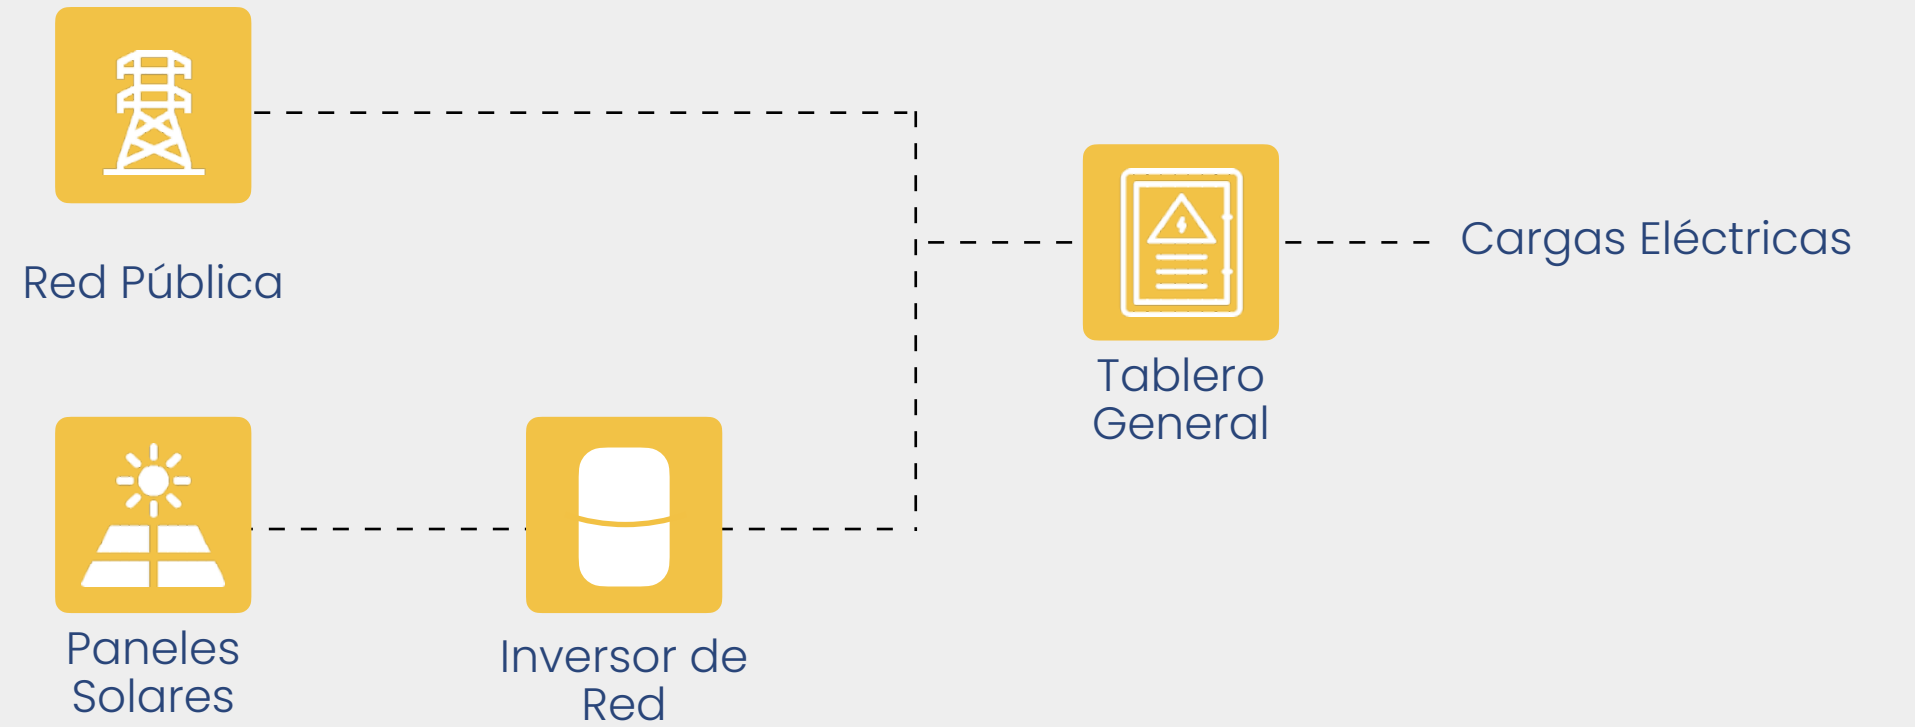 Red Pública
Cargas Eléctricas
Tablero
General
Paneles
Solares
Inversor de
Red